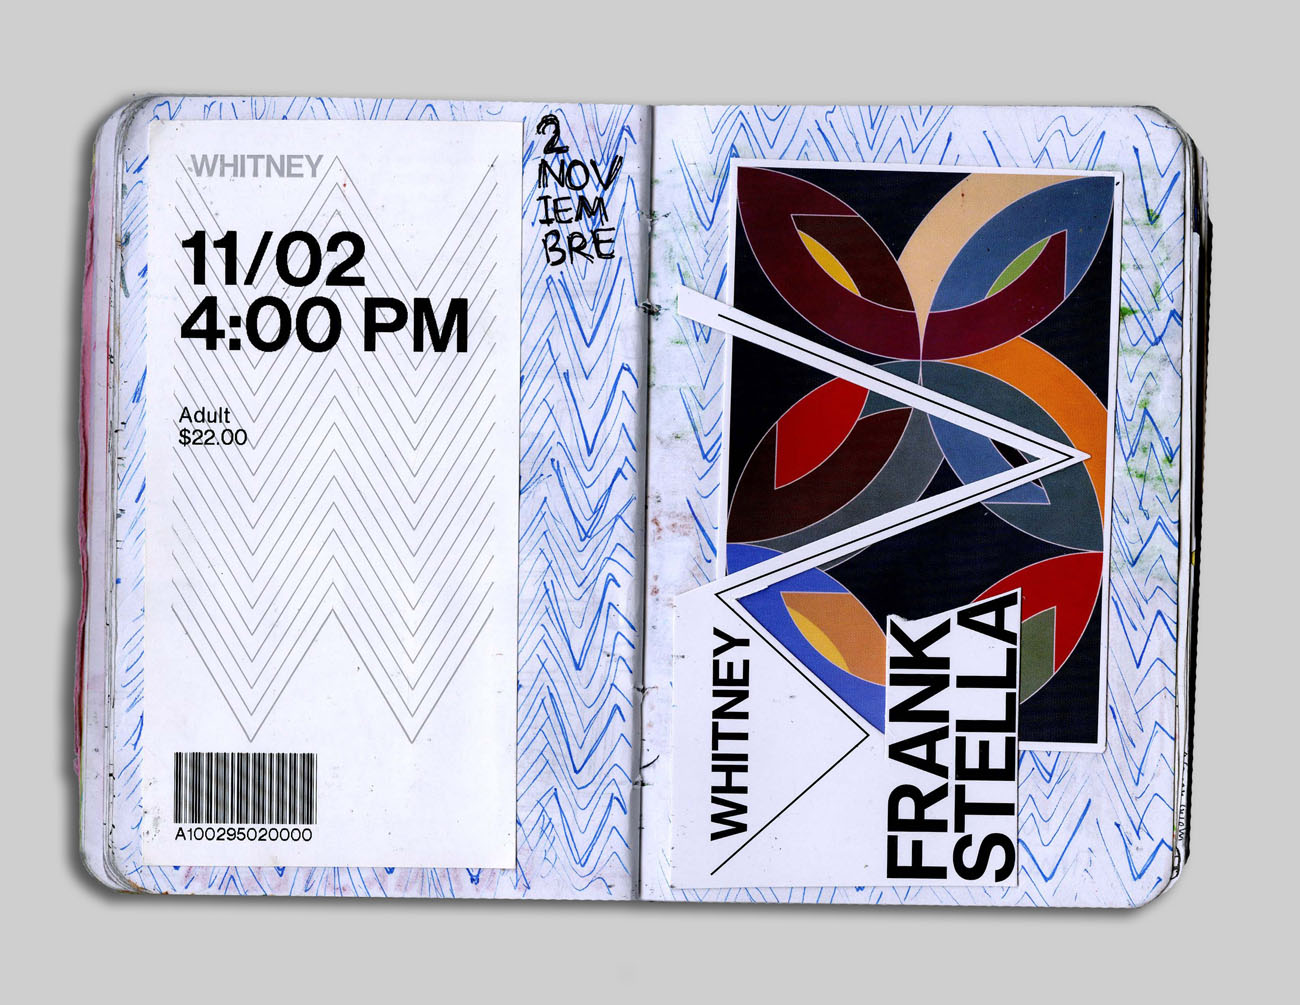 WHITNEY
11/02
4:00 PM
Adult
$22.00
A100295020000
2
NOV
IEM
BRE
WHITNEY
FRANK
STELLA